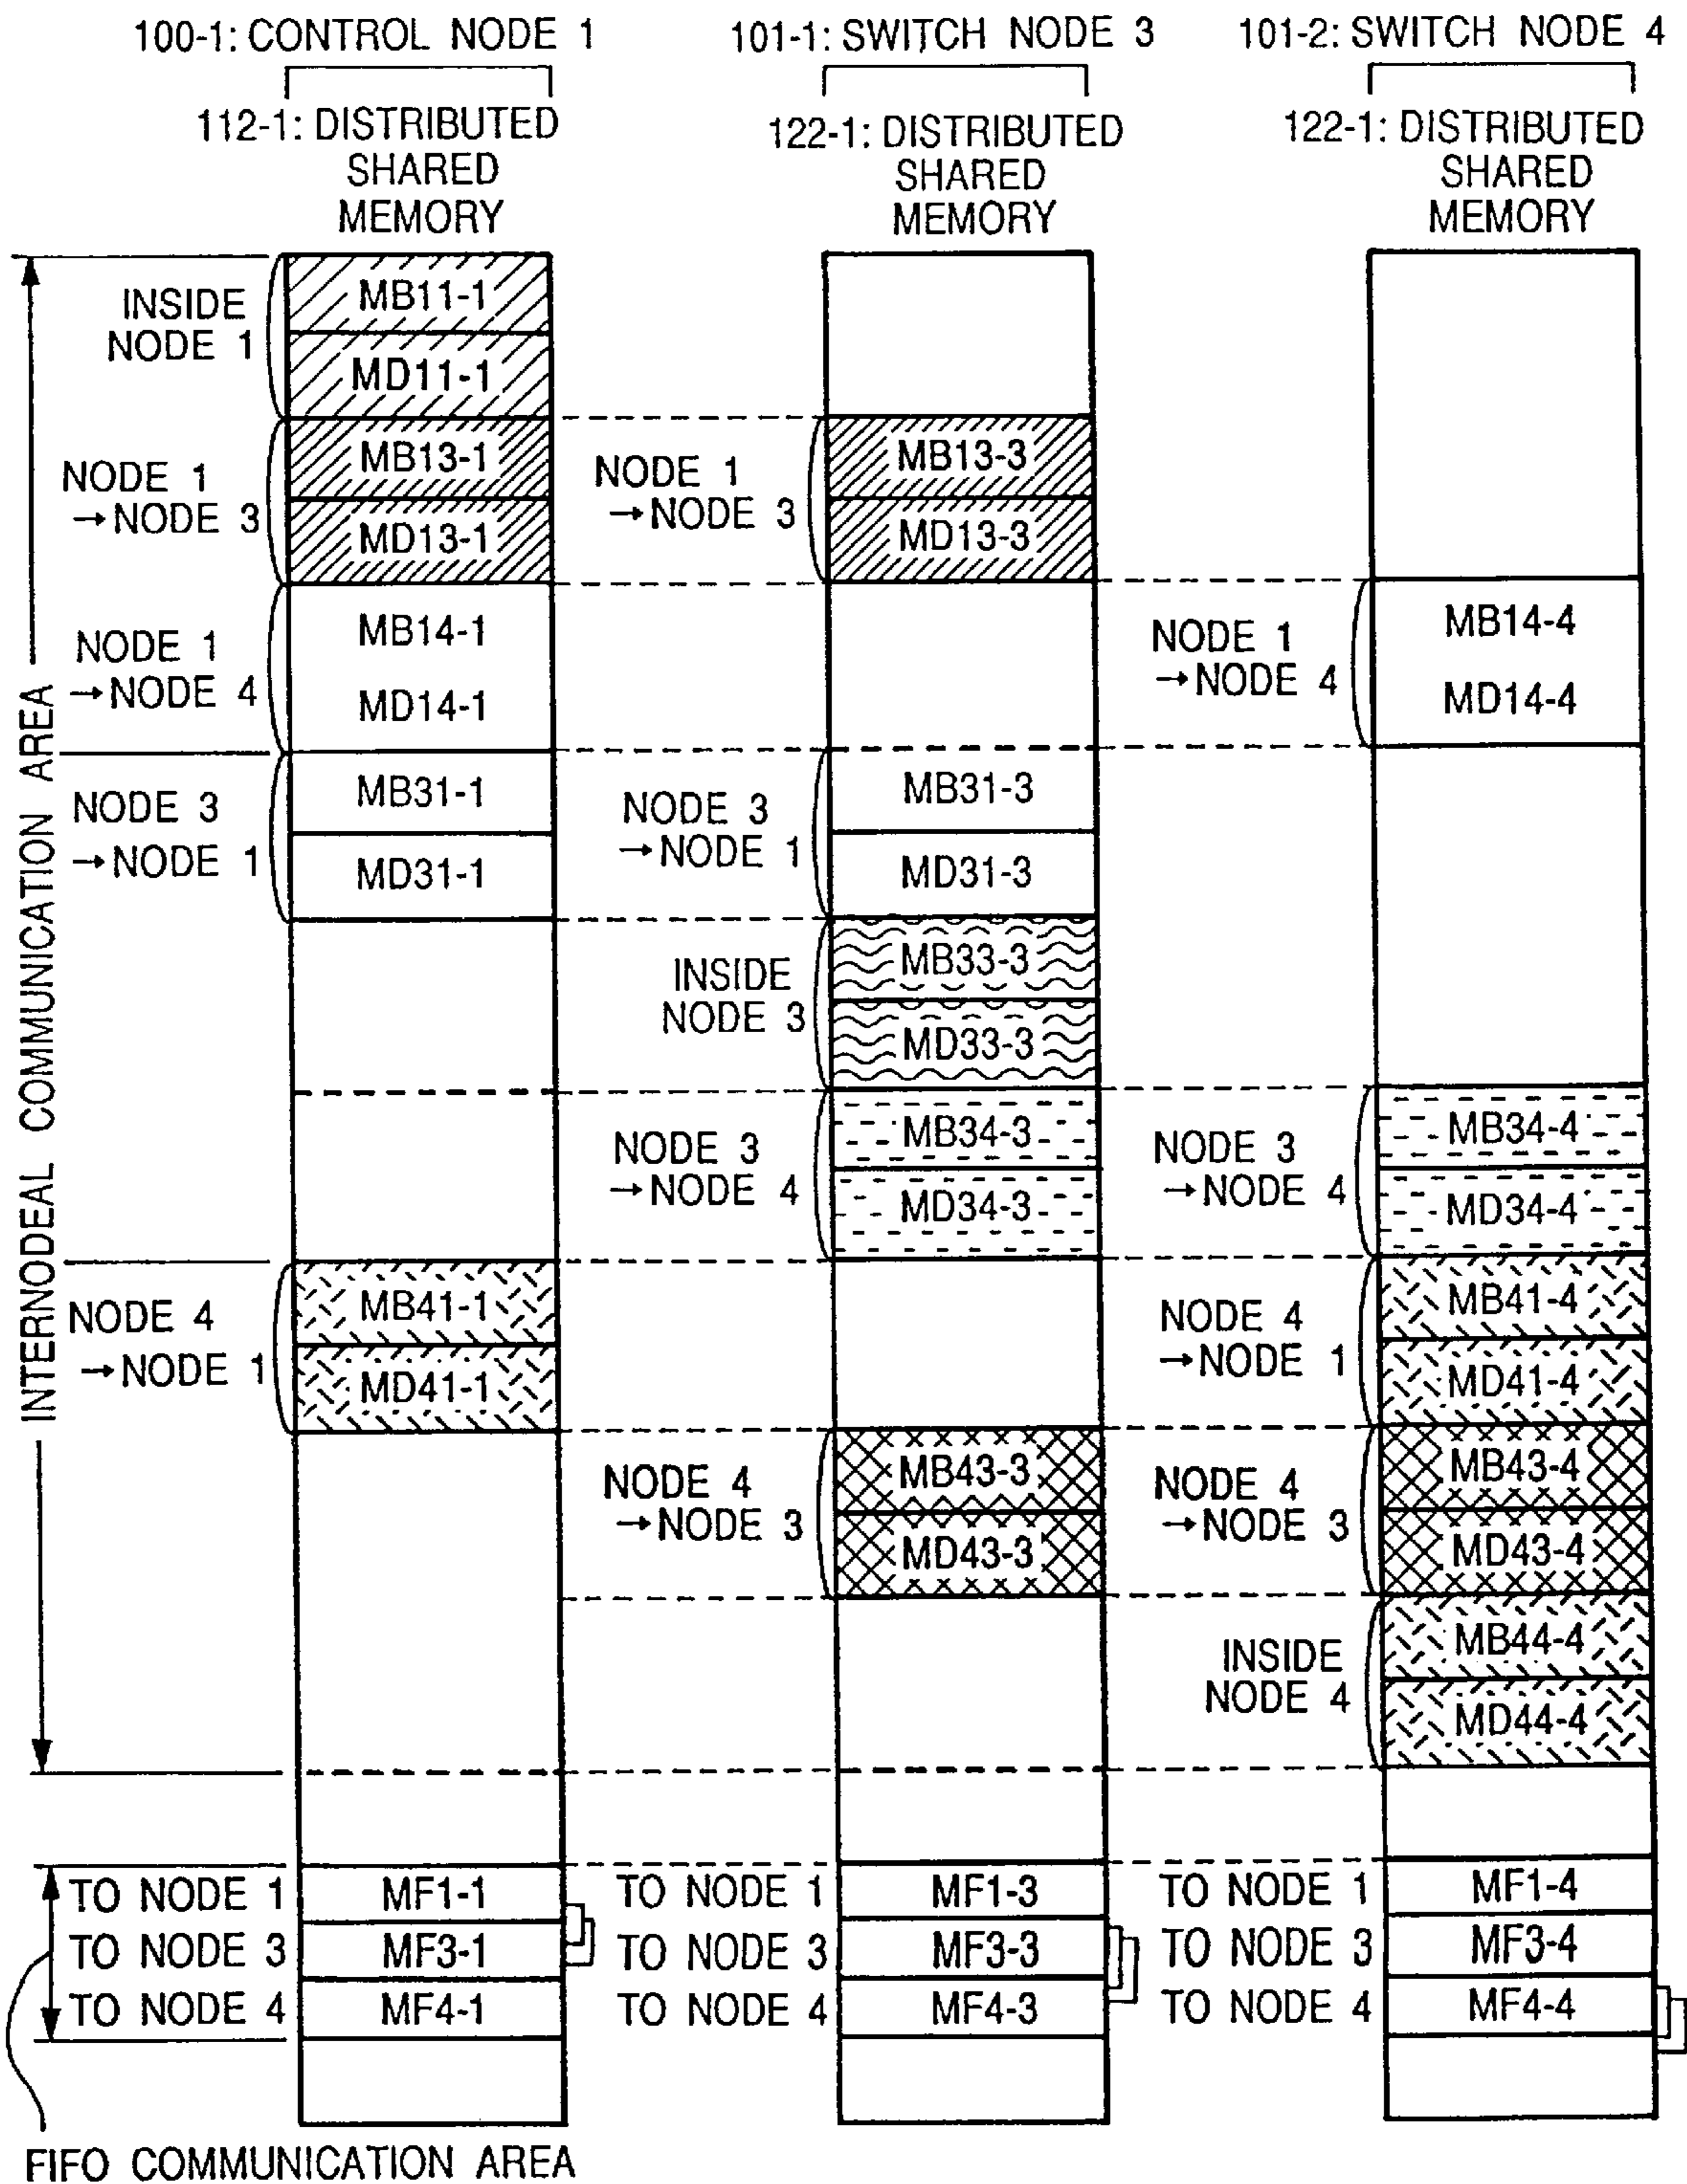 100-1: CONTROL NODE 1
101-1: SWITCH NODE 3
101-2: SWITCH NODE 4
112-1: DISTRIBUTED
SHARED
MEMORY
122-1: DISTRIBUTED
SHARED
MEMORY
122-1: DISTRIBUTED
SHARED
MEMORY
INTERNODEAL COMMUNICATION AREA
INSIDE
NODE 1
MB11-1
MD11-1
NODE 1
→NODE 3
MB13-1
MD13-1
NODE 1
→NODE 4
MB14-1
MD14-1
NODE 3
→NODE 1
MB31-1
MD31-1
NODE 4
→NODE 1
MB41-1
MD41-1
TO NODE 1
MF1-1
TO NODE 3
MF3-1
TO NODE 4
MF4-1
NODE 1
→NODE 3
MB13-3
MD13-3
NODE 3
→NODE 1
MB31-3
MD31-3
INSIDE
NODE 3
MB33-3
MD33-3
NODE 3
→NODE 4
MB34-3
MD34-3
NODE 4
→NODE 3
MB43-3
MD43-3
TO NODE 1
MF1-3
TO NODE 3
MF3-3
TO NODE 4
MF4-3
NODE 1
→NODE 4
MB14-4
MD14-4
NODE 3
→NODE 4
MB34-4
MD34-4
NODE 4
→NODE 1
MB41-4
MD41-4
NODE 4
→NODE 3
MB43-4
MD43-4
INSIDE
NODE 4
MB44-4
MD44-4
TO NODE 1
MF1-4
TO NODE 3
MF3-4
TO NODE 4
MF4-4
FIFO COMMUNICATION AREA